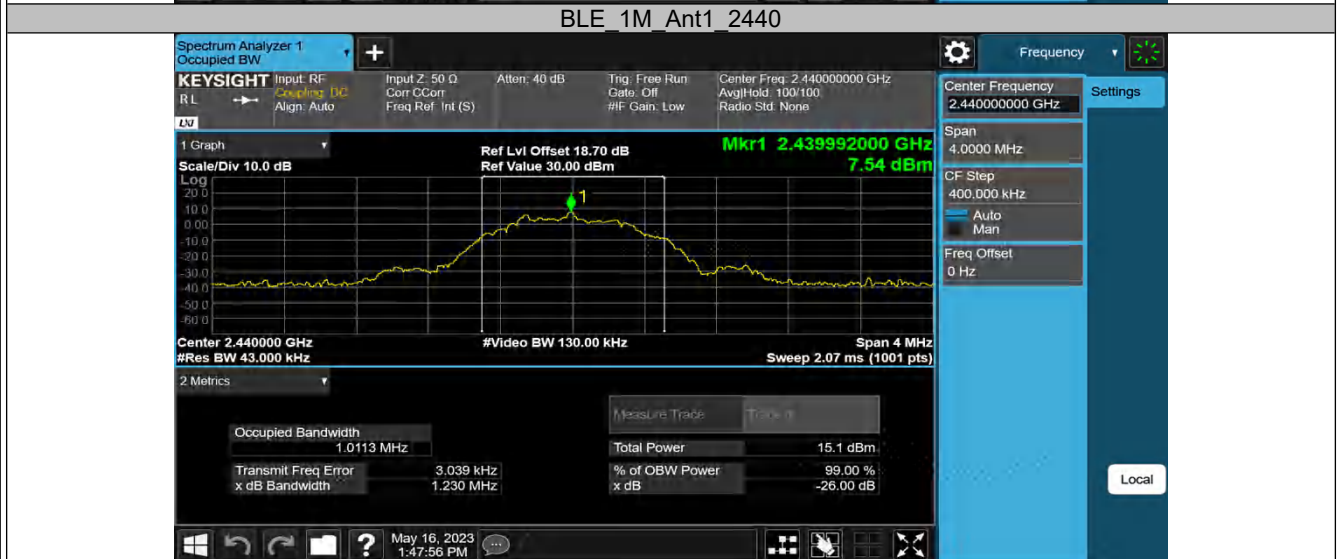 BLE_1M_Ant1_2440
Spectrum Analyzer 1
Occupied BW
+
Frequency
KEYSIGHT
RL
LXI
Input: RF
Coupling: DC
Align: Auto
Input Z: 50 Ω
Corr CCorr
Freq Ref: Int (S)
Atten: 40 dB
Trig: Free Run
Gate: Off
#IF Gain: Low
Center Freq: 2.440000000 GHz
Avg|Hold: 100/100
Radio Std: None
Center Frequency
2.440000000 GHz
Settings
Span
4.0000 MHz
CF Step
400.000 kHz
Auto
Man
Freq Offset
0 Hz
1 Graph
Scale/Div 10.0 dB
Ref Lvl Offset 18.70 dB
Ref Value 30.00 dBm
Mkr1 2.439992000 GHz
7.54 dBm
Log
20.0
10.0
0.00
-10.0
-20.0
-30.0
-40.0
-50.0
-60.0
1
Center 2.440000 GHz
#Res BW 43.000 kHz
#Video BW 130.00 kHz
Span 4 MHz
Sweep 2.07 ms (1001 pts)
2 Metrics
Measure Trace
Occupied Bandwidth
1.0113 MHz
Total Power 15.1 dBm
Transmit Freq Error 3.039 kHz
% of OBW Power 99.00 %
x dB Bandwidth 1.230 MHz
x dB -26.00 dB
Local
?
May 16, 2023
1:47:56 PM